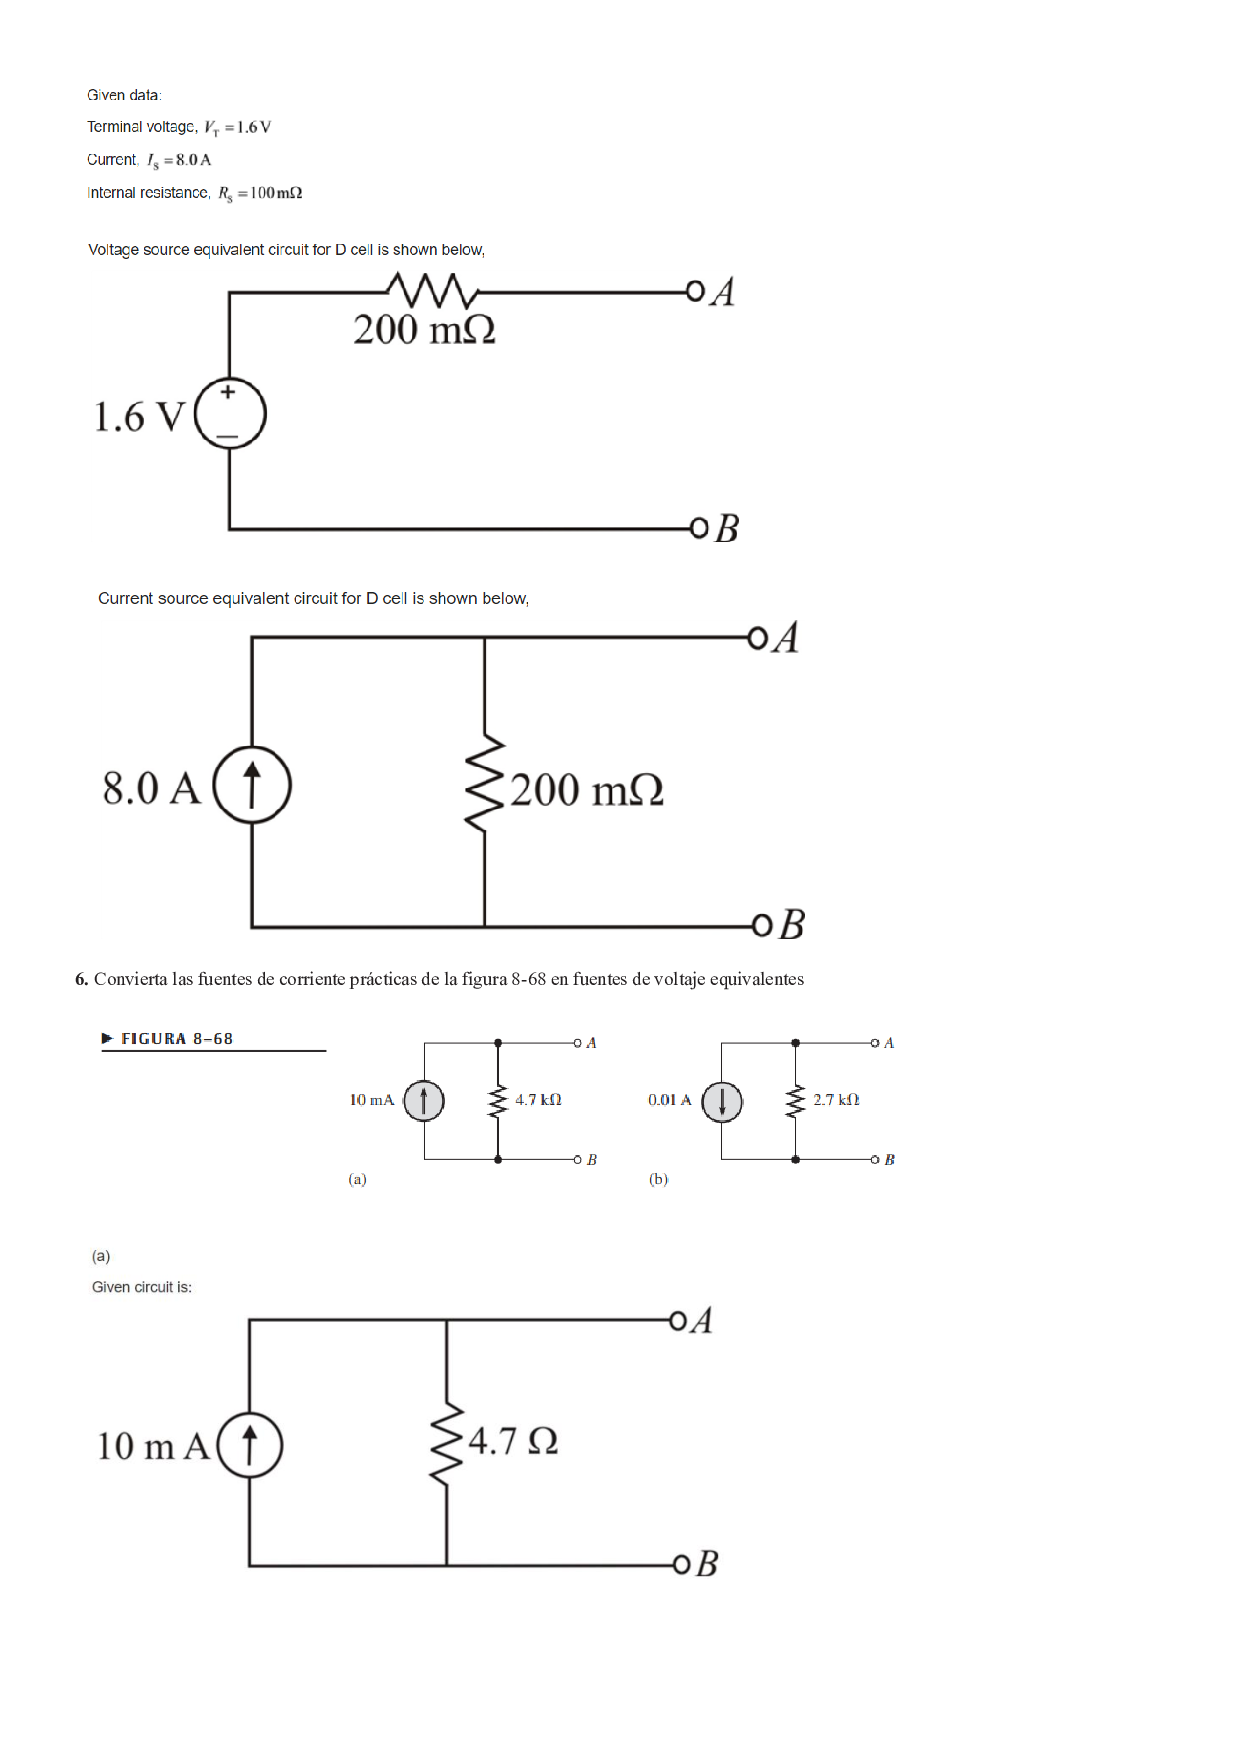 Given data:
Terminal voltage, V_T = 1.6 V
Current, I_S = 8.0 A
Internal resistance, R_S = 100 mΩ
Voltage source equivalent circuit for D cell is shown below,
A
200 mΩ
+
1.6 V
−
B
Current source equivalent circuit for D cell is shown below,
A
8.0 A
200 mΩ
B
6. Convierta las fuentes de corriente prácticas de la figura 8-68 en fuentes de voltaje equivalentes
► FIGURA 8–68
A
10 mA
4.7 kΩ
B
(a)
A
0.01 A
2.7 kΩ
B
(b)
(a)
Given circuit is:
A
10 m A
4.7 Ω
B